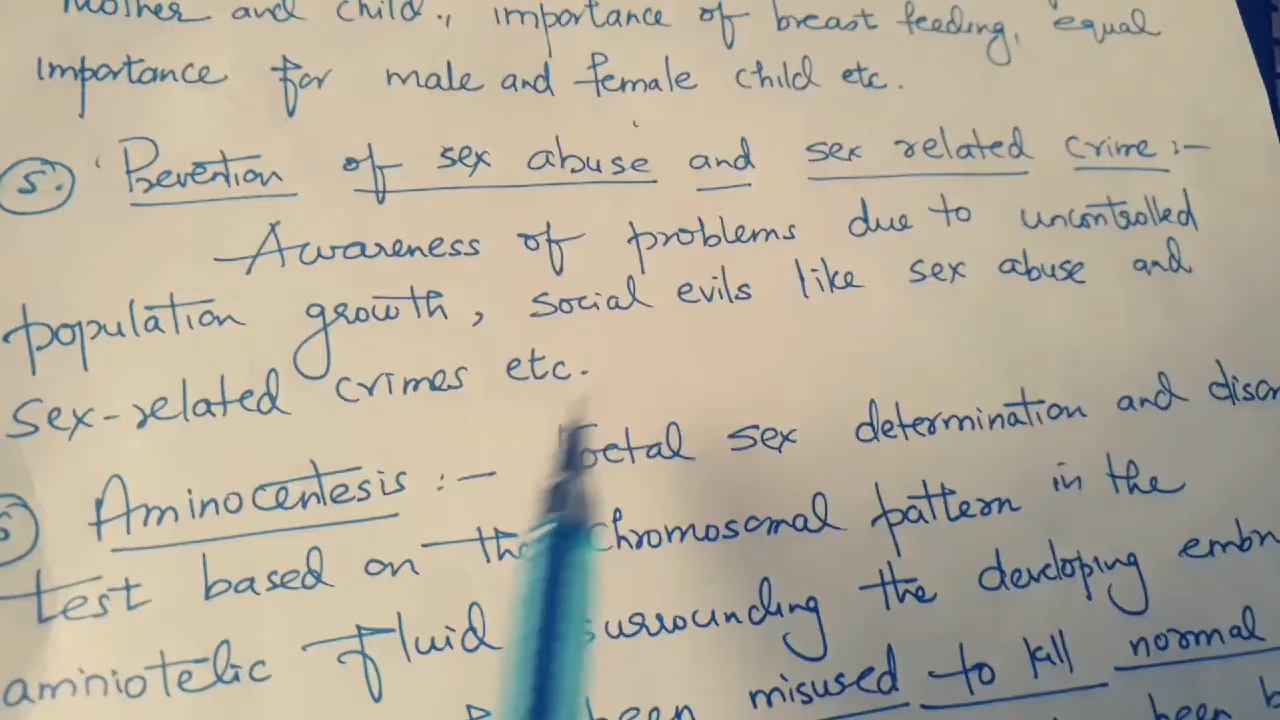 Mother and child., importance of breast feeding, equal
importance for male and female child etc.
5. Prevention of sex abuse and sex related crime :-
Awareness of problems due to uncontrolled
population growth, social evils like sex abuse and
sex-related crimes etc.
Aminocentesis :- Foetal sex determination and
test based on the chromosomal pattern in the
aminiotelic fluid surrounding the developing
been misused to kill normal
been